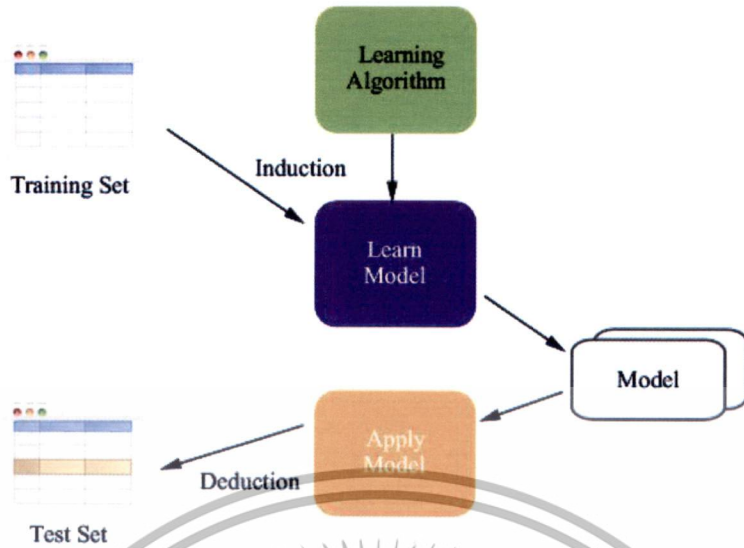 Learning
Algorithm
Training Set
Induction
Learn
Model
Model
Apply
Model
Deduction
Test Set